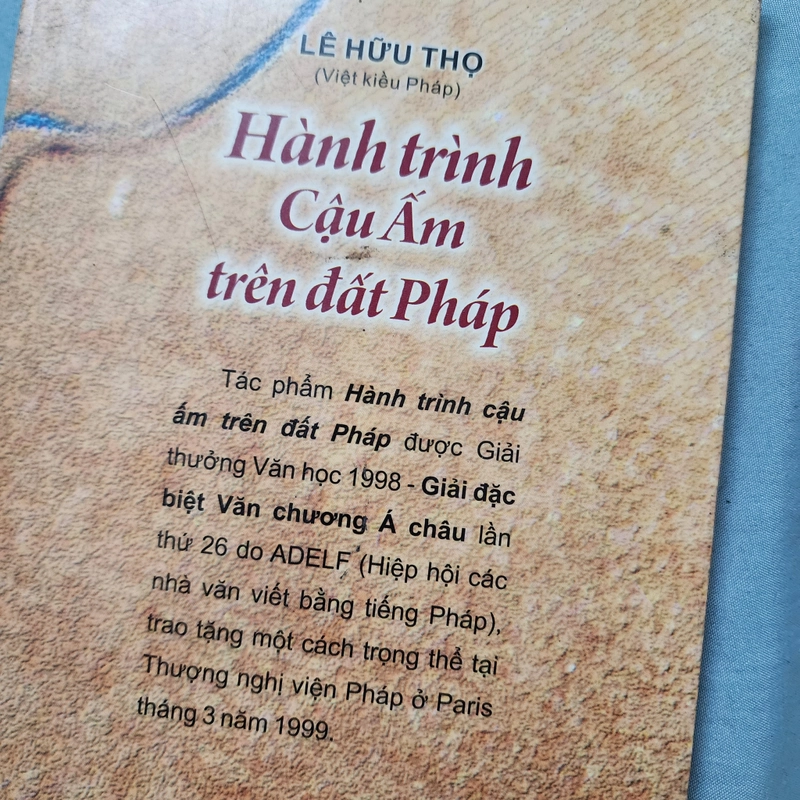 LÊ HỮU THỌ
(Việt kiều Pháp)
Hành trình
Cậu Ấm
trên đất Pháp
Tác phẩm Hành trình cậu
ấm trên đất Pháp được Giải
thưởng Văn học 1998 - Giải đặc
biệt Văn chương Á châu lần
thứ 26 do ADELF (Hiệp hội các
nhà văn viết bằng tiếng Pháp),
trao tặng một cách trọng thể tại
Thượng nghị viện Pháp ở Paris
tháng 3 năm 1999.